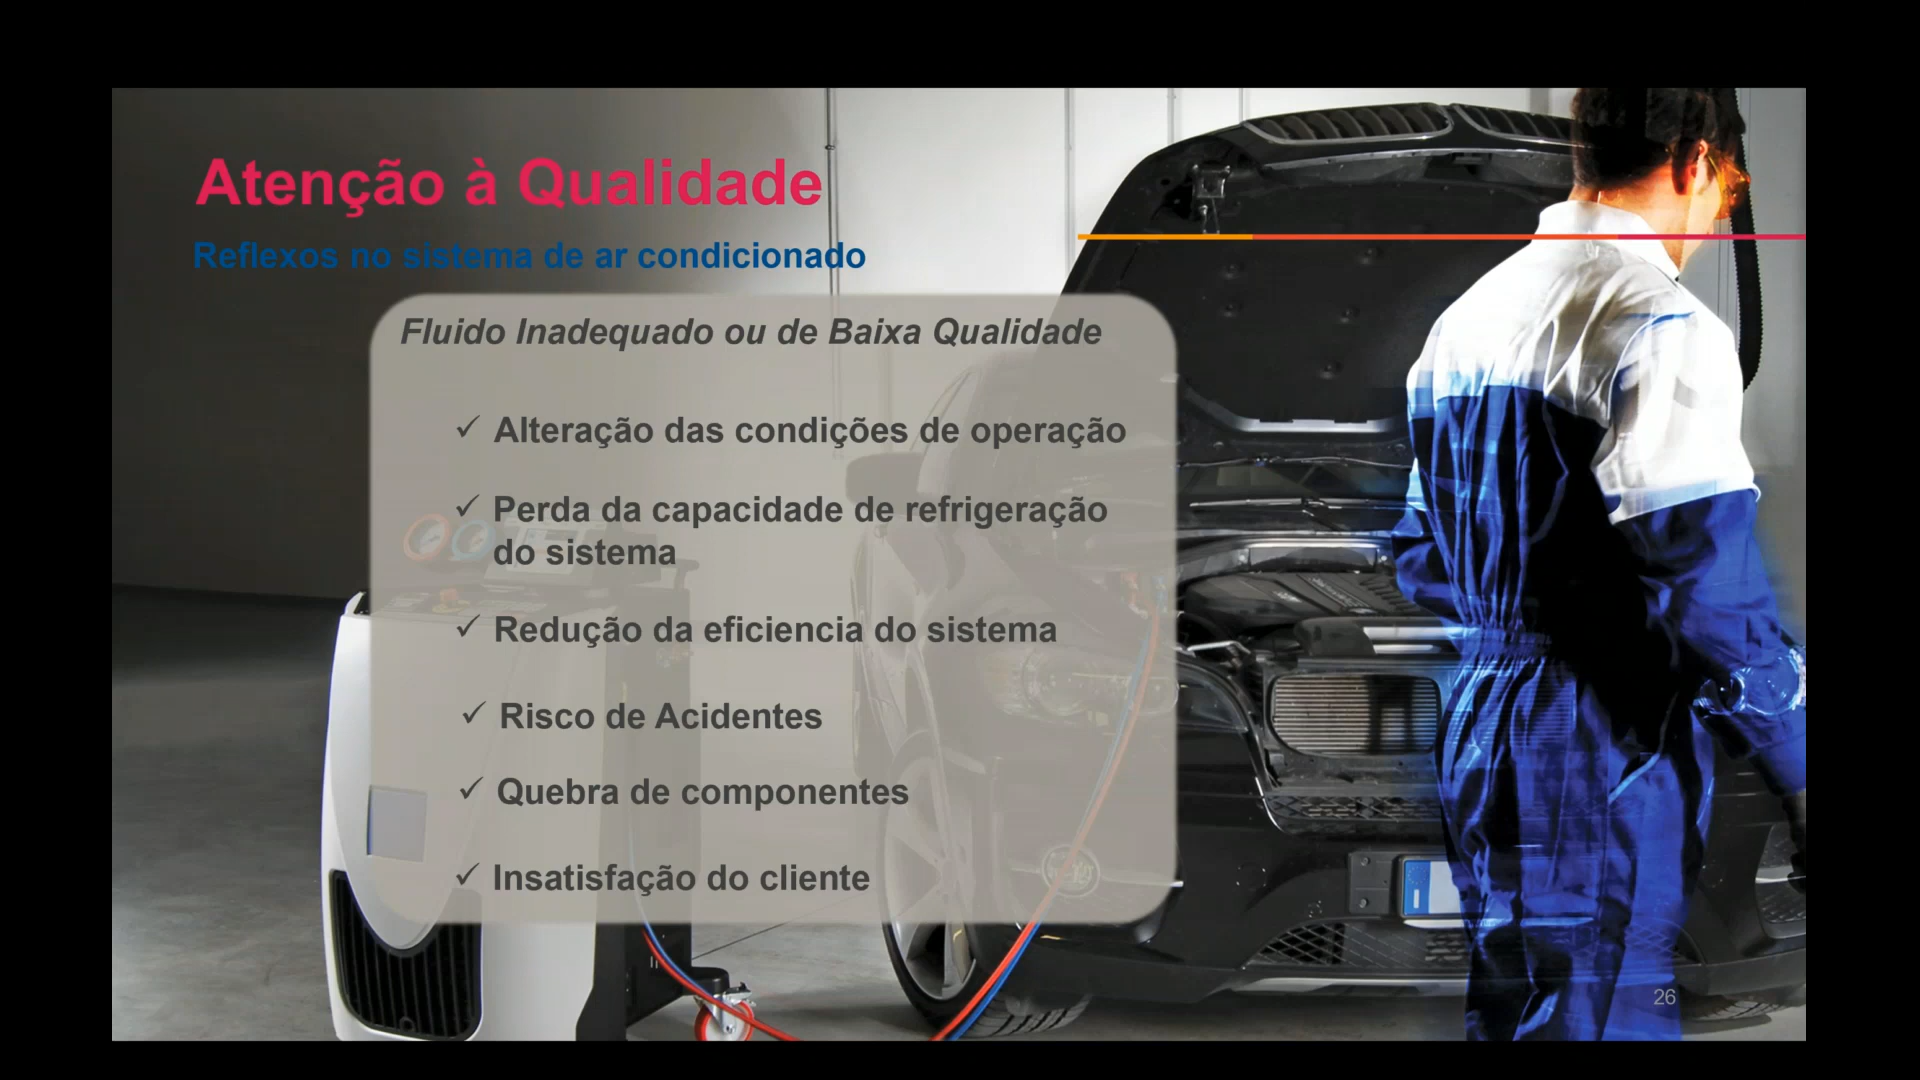 Atenção à Qualidade
Reflexos no sistema de ar condicionado
Fluido Inadequado ou de Baixa Qualidade
✓ Alteração das condições de operação
✓ Perda da capacidade de refrigeração
do sistema
✓ Redução da eficiencia do sistema
✓ Risco de Acidentes
✓ Quebra de componentes
✓ Insatisfação do cliente
26